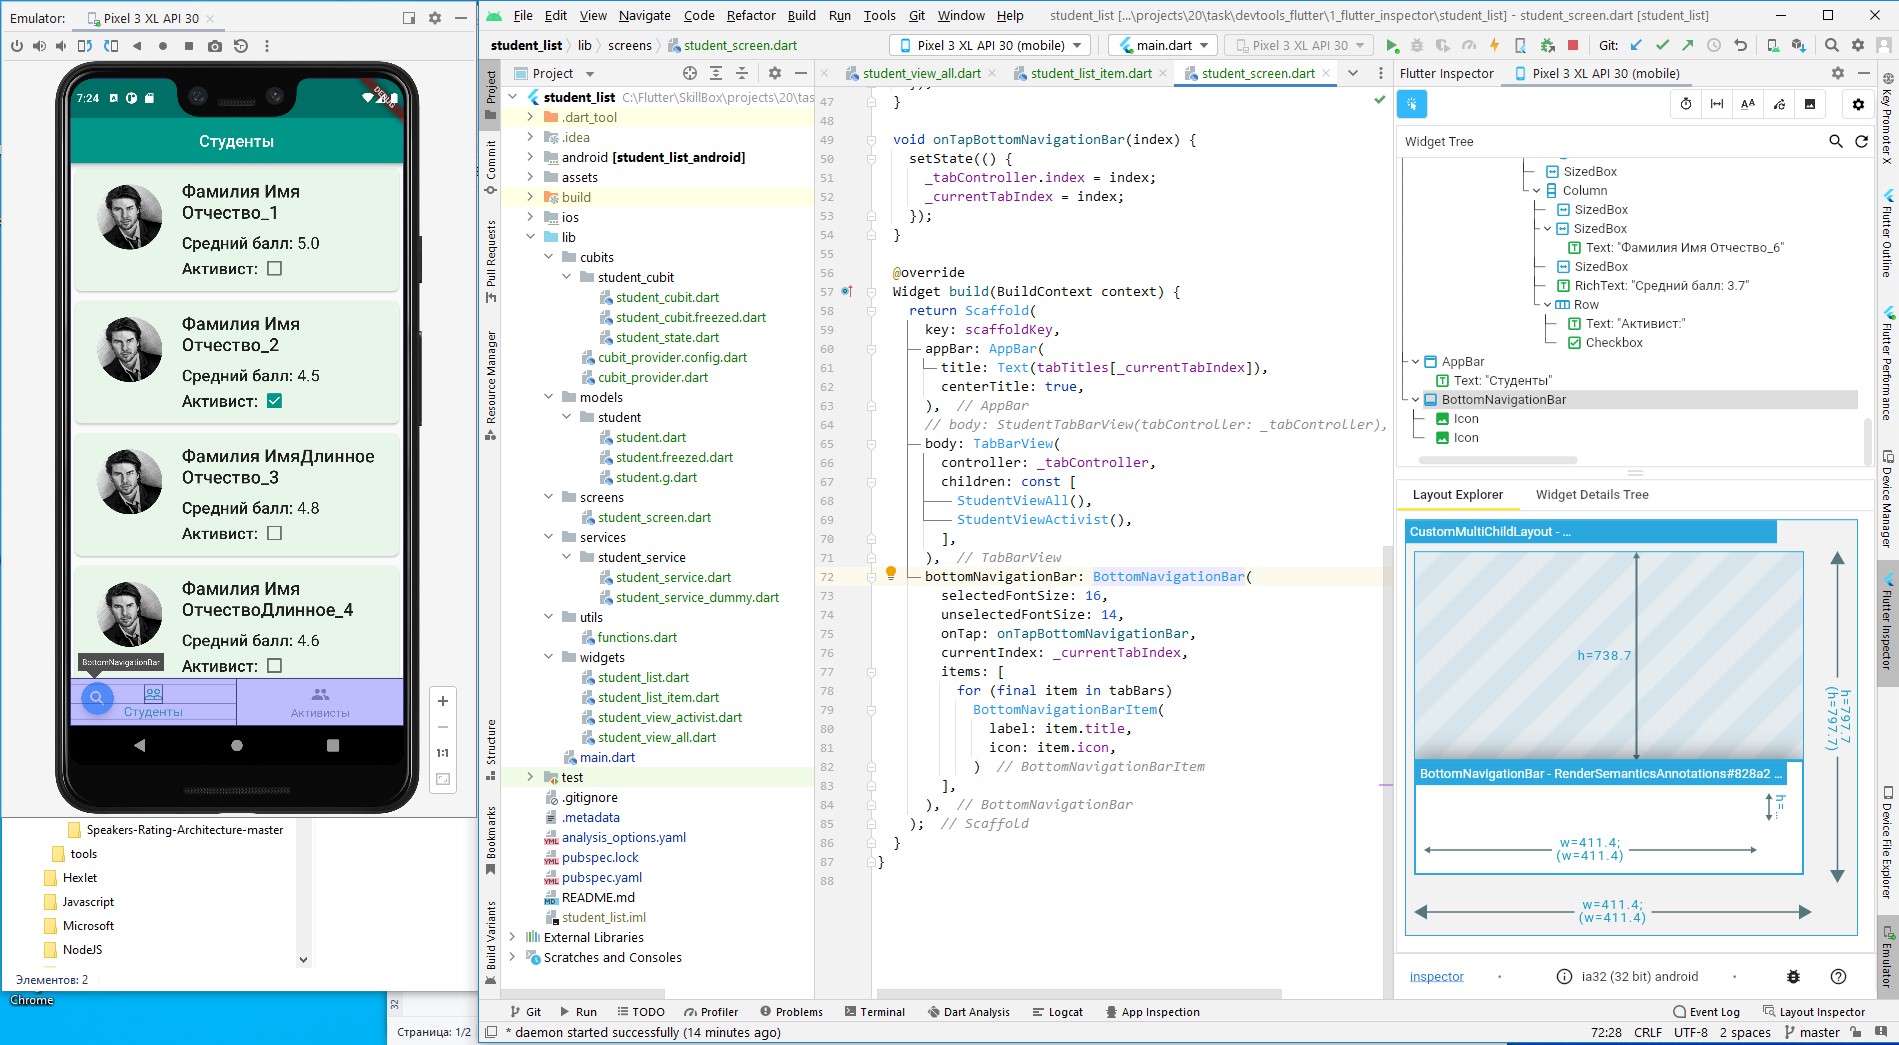 Emulator: Pixel 3 XL API 30
File Edit View Navigate Code Refactor Build Run Tools Git Window Help student_list [...\projects\20\task\devtools_flutter\1_flutter_inspector\student_list] - student_screen.dart [student_list]
student_list lib screens student_screen.dart
Pixel 3 XL API 30 (mobile) main.dart Pixel 3 XL API 30 Git:
7:24
DEBUG
Студенты
Фамилия Имя
Отчество_1
Средний балл: 5.0
Активист:
Фамилия Имя
Отчество_2
Средний балл: 4.5
Активист:
Фамилия ИмяДлинное
Отчество_3
Средний балл: 4.8
Активист:
Фамилия Имя
ОтчествоДлинное_4
Средний балл: 4.6
Активист:
BottomNavigationBar
Студенты
Активисты
1:1
Speakers-Rating-Architecture-master
tools
Hexlet
Javascript
Microsoft
NodeJS
Элементов: 2
Chrome
32
Страница: 1/2
Project
Commit
Pull Requests
Resource Manager
Structure
Bookmarks
Build Variants
Project
student_list C:\Flutter\SkillBox\projects\20\tas
.dart_tool
.idea
android [student_list_android]
assets
build
ios
lib
cubits
student_cubit
student_cubit.dart
student_cubit.freezed.dart
student_state.dart
cubit_provider.config.dart
cubit_provider.dart
models
student
student.dart
student.freezed.dart
student.g.dart
screens
student_screen.dart
services
student_service
student_service.dart
student_service_dummy.dart
utils
functions.dart
widgets
student_list.dart
student_list_item.dart
student_view_activist.dart
student_view_all.dart
main.dart
test
.gitignore
.metadata
analysis_options.yaml
pubspec.lock
pubspec.yaml
README.md
student_list.iml
External Libraries
Scratches and Consoles
student_view_all.dart student_list_item.dart student_screen.dart
47 }
48
49 void onTapBottomNavigationBar(index) {
50 setState(() {
51 _tabController.index = index;
52 _currentTabIndex = index;
53 });
54 }
55
56 @override
57 Widget build(BuildContext context) {
58 return Scaffold(
59 key: scaffoldKey,
60 appBar: AppBar(
61 title: Text(tabTitles[_currentTabIndex]),
62 centerTitle: true,
63 ), // AppBar
64 // body: StudentTabBarView(tabController: _tabController),
65 body: TabBarView(
66 controller: _tabController,
67 children: const [
68 StudentViewAll(),
69 StudentViewActivist(),
70 ],
71 ), // TabBarView
72 bottomNavigationBar: BottomNavigationBar(
73 selectedFontSize: 16,
74 unselectedFontSize: 14,
75 onTap: onTapBottomNavigationBar,
76 currentIndex: _currentTabIndex,
77 items: [
78 for (final item in tabBars)
79 BottomNavigationBarItem(
80 label: item.title,
81 icon: item.icon,
82 ) // BottomNavigationBarItem
83 ],
84 ), // BottomNavigationBar
85 ); // Scaffold
86 }
87 }
88
Flutter Inspector Pixel 3 XL API 30 (mobile)
Widget Tree
SizedBox
Column
SizedBox
SizedBox
Text: "Фамилия Имя Отчество_6"
SizedBox
RichText: "Средний балл: 3.7"
Row
Text: "Активист:"
Checkbox
AppBar
Text: "Студенты"
BottomNavigationBar
Icon
Icon
Layout Explorer Widget Details Tree
CustomMultiChildLayout - ...
h=738.7
BottomNavigationBar - RenderSemanticsAnnotations#828a2 ...
h=...
w=411.4;
(w=411.4)
h=797.7
(h=797.7)
w=411.4;
(w=411.4)
inspector ia32 (32 bit) android
Key Promoter X
Flutter Outline
Flutter Performance
Device Manager
Flutter Inspector
Device File Explorer
Emulator
Git Run TODO Profiler Problems Terminal Dart Analysis Logcat App Inspection Event Log Layout Inspector
* daemon started successfully (14 minutes ago) 72:28 CRLF UTF-8 2 spaces master